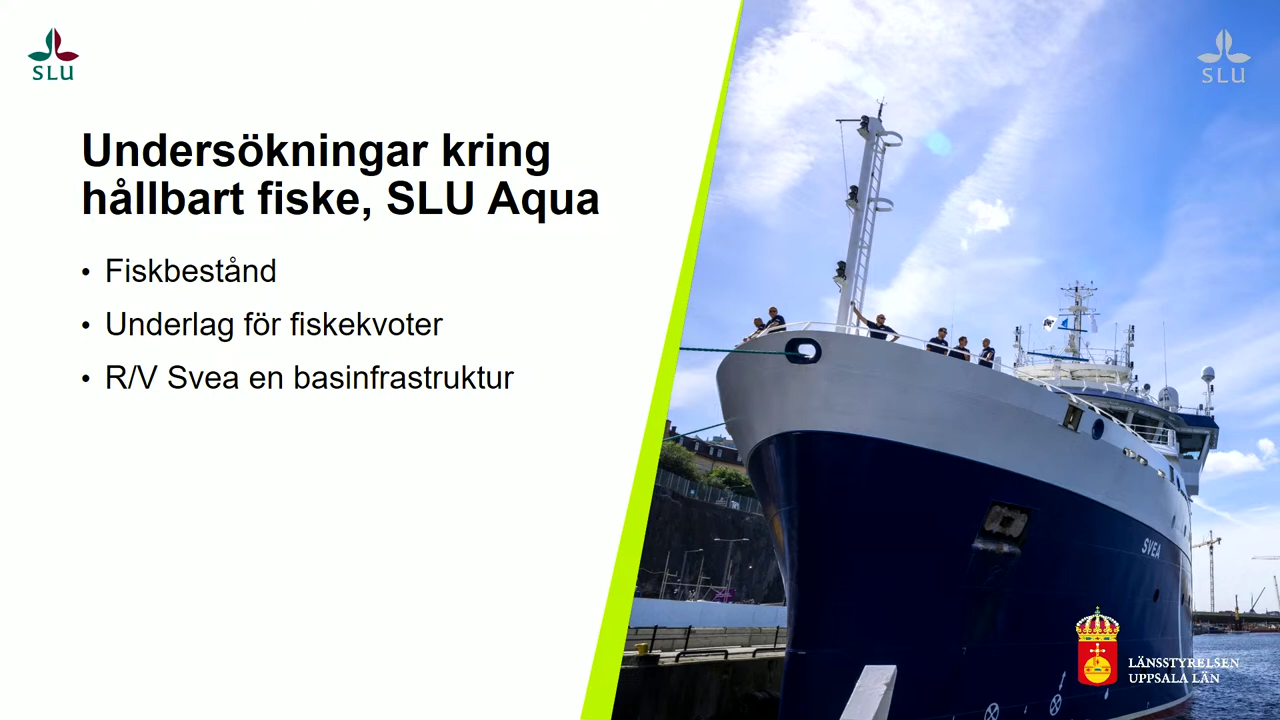 SLU
SLU
Undersökningar kring
hållbart fiske, SLU Aqua
• Fiskbestånd
• Underlag för fiskekvoter
• R/V Svea en basinfrastruktur
SVEA
LÄNSSTYRELSEN
UPPSALA LÄN